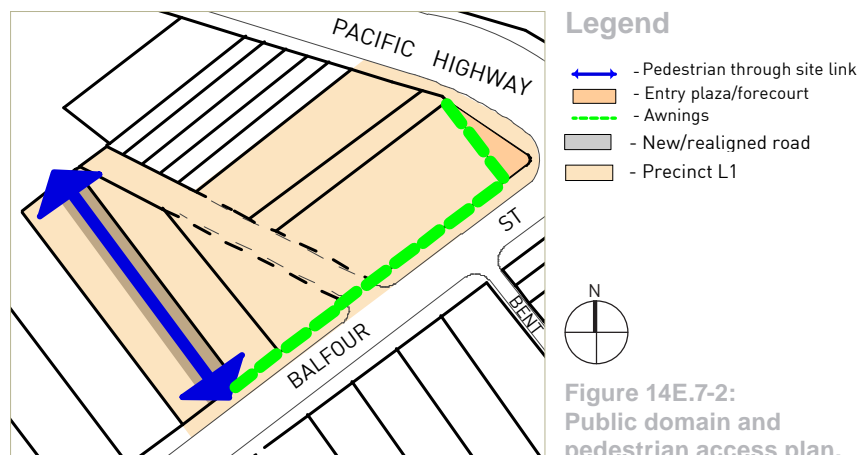 PACIFIC HIGHWAY
ST
BALFOUR
BENT
Legend
- Pedestrian through site link
- Entry plaza/forecourt
- Awnings
- New/realigned road
- Precinct L1
N
Figure 14E.7-2:
Public domain and
pedestrian access plan.